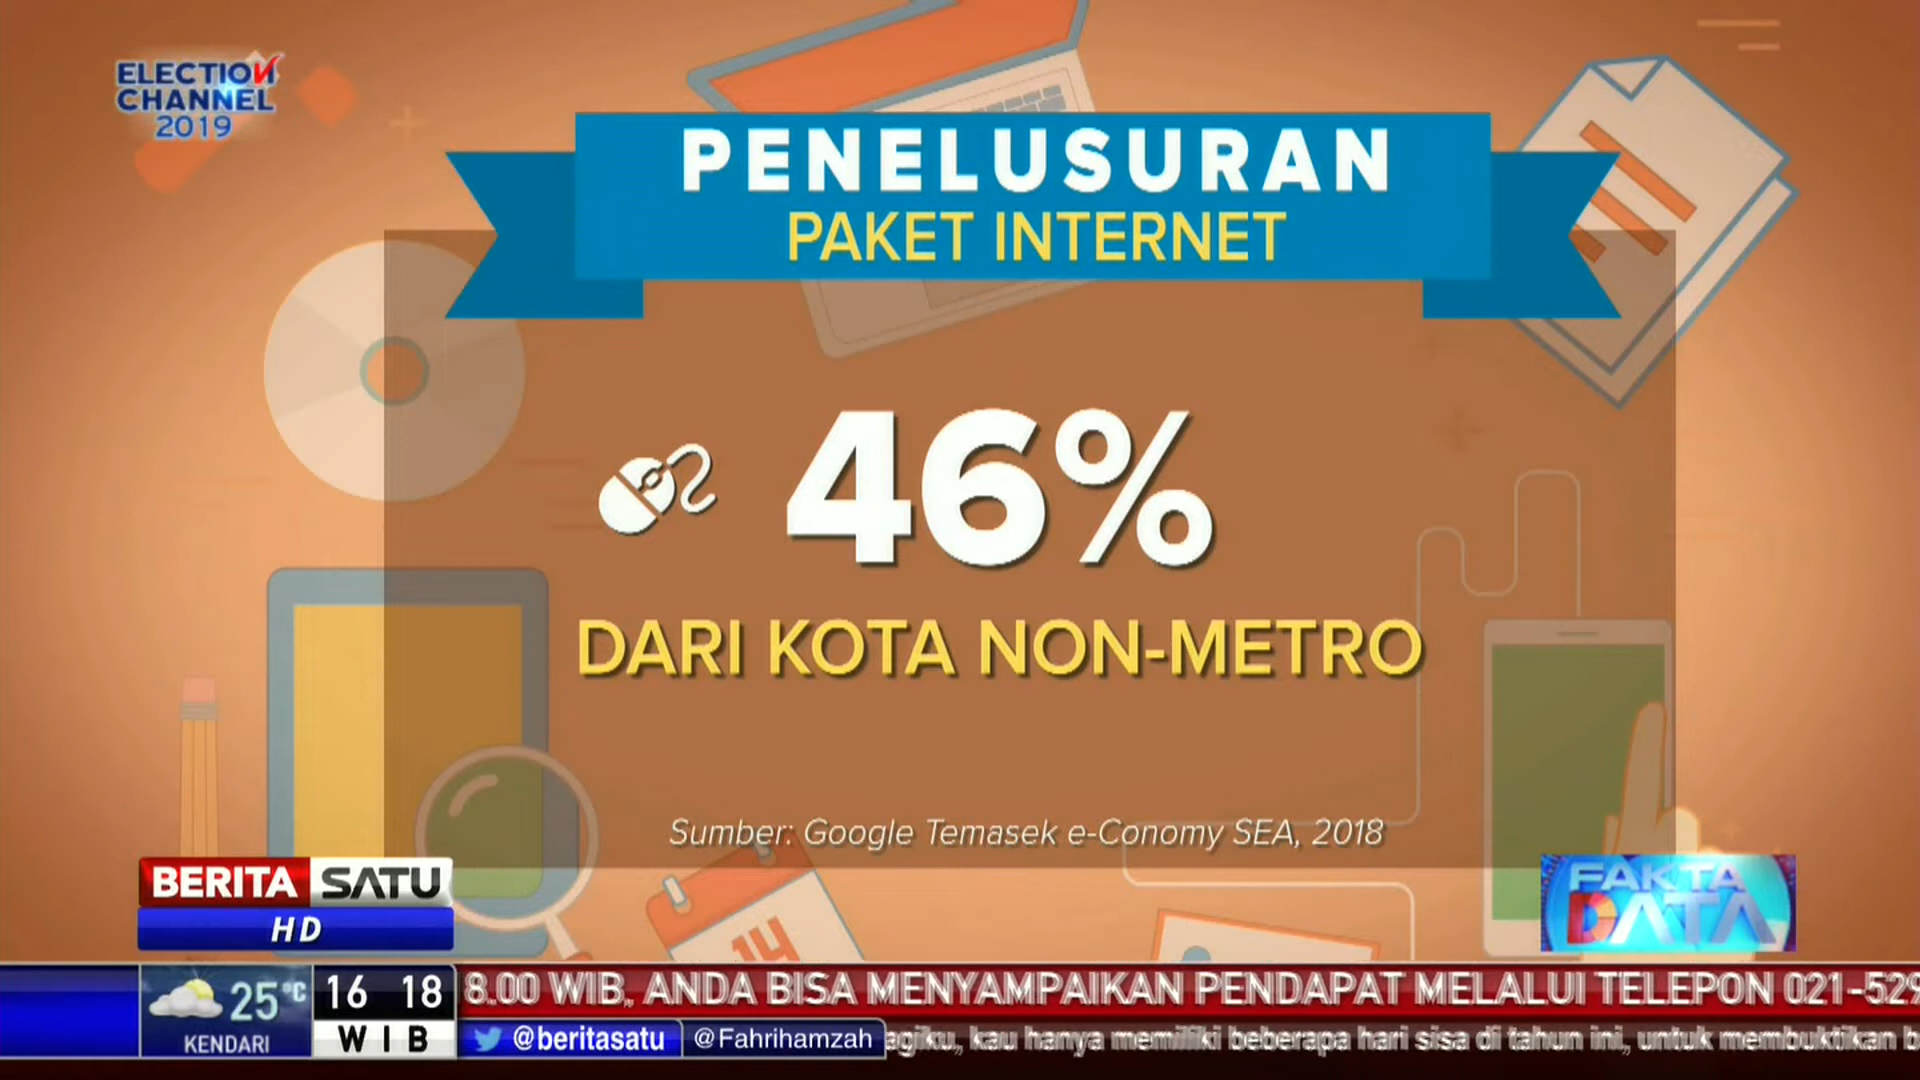 ELECTION
CHANNEL
2019
PENELUSURAN
PAKET INTERNET
46%
DARI KOTA NON-METRO
Sumber: Google Temasek e-Conomy SEA, 2018
BERITA SATU
HD
FAKTA
DATA
14
25°C
KENDARI
16 18
WIB
8.00 WIB, ANDA BISA MENYAMPAIKAN PENDAPAT MELALUI TELEPON 021-529
@beritasatu @Fahrihamzah agiku, kau hanya memiliki beberapa hari sisa di tahun ini, untuk membuktikan b